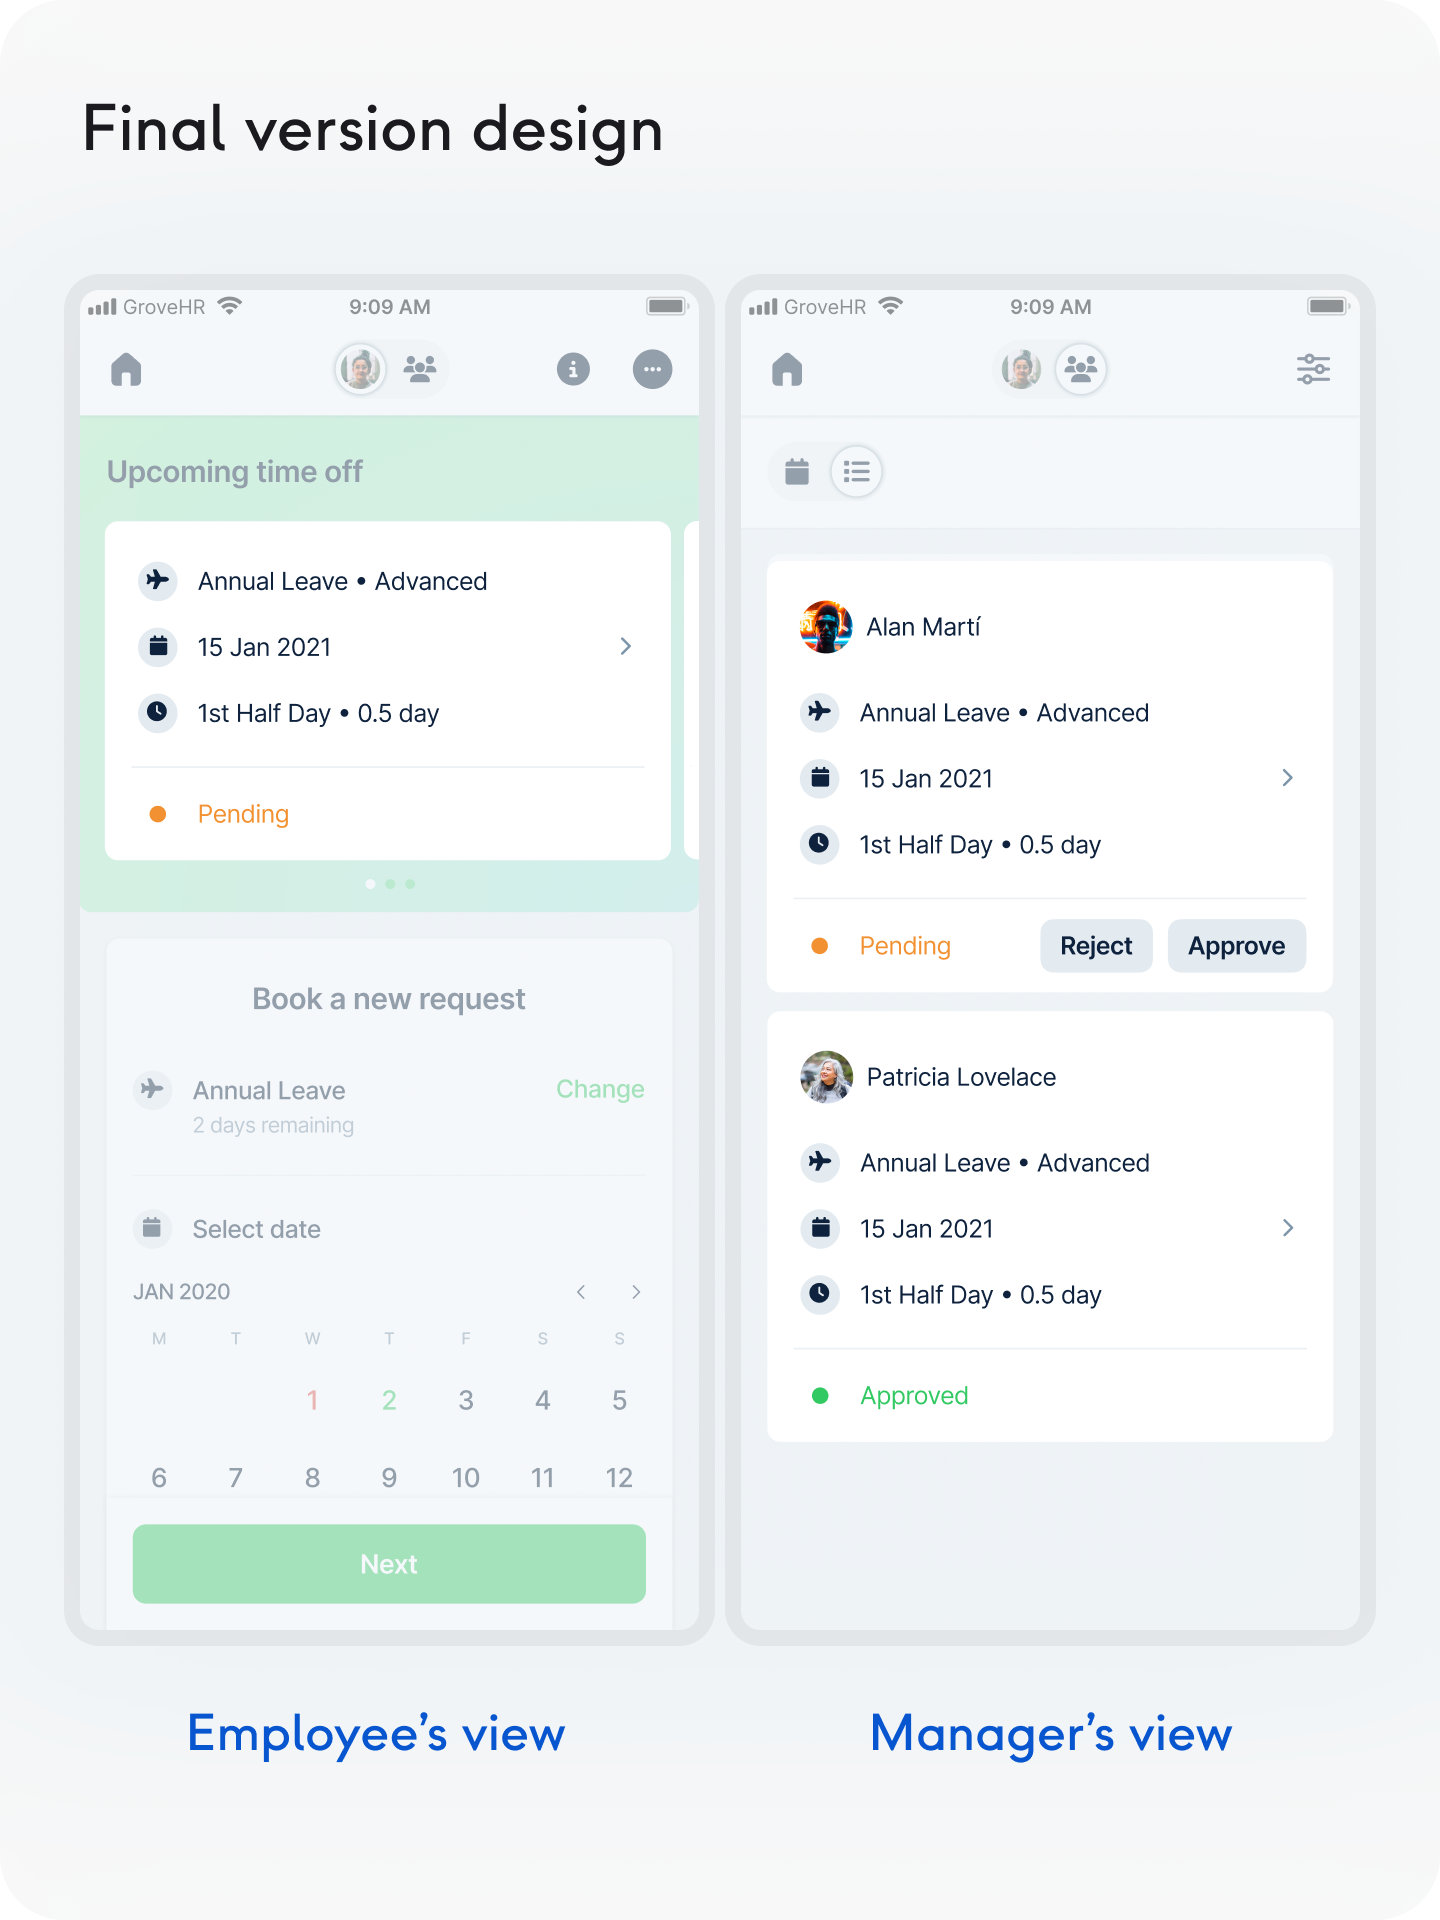 Final version design
GroveHR
9:09 AM
Upcoming time off
Annual Leave • Advanced
15 Jan 2021
1st Half Day • 0.5 day
Pending
Book a new request
Annual Leave
Change
2 days remaining
Select date
JAN 2020
M T W T F S S
1 2 3 4 5
6 7 8 9 10 11 12
Next
Employee’s view
GroveHR
9:09 AM
Alan Martí
Annual Leave • Advanced
15 Jan 2021
1st Half Day • 0.5 day
Pending
Reject
Approve
Patricia Lovelace
Annual Leave • Advanced
15 Jan 2021
1st Half Day • 0.5 day
Approved
Manager’s view